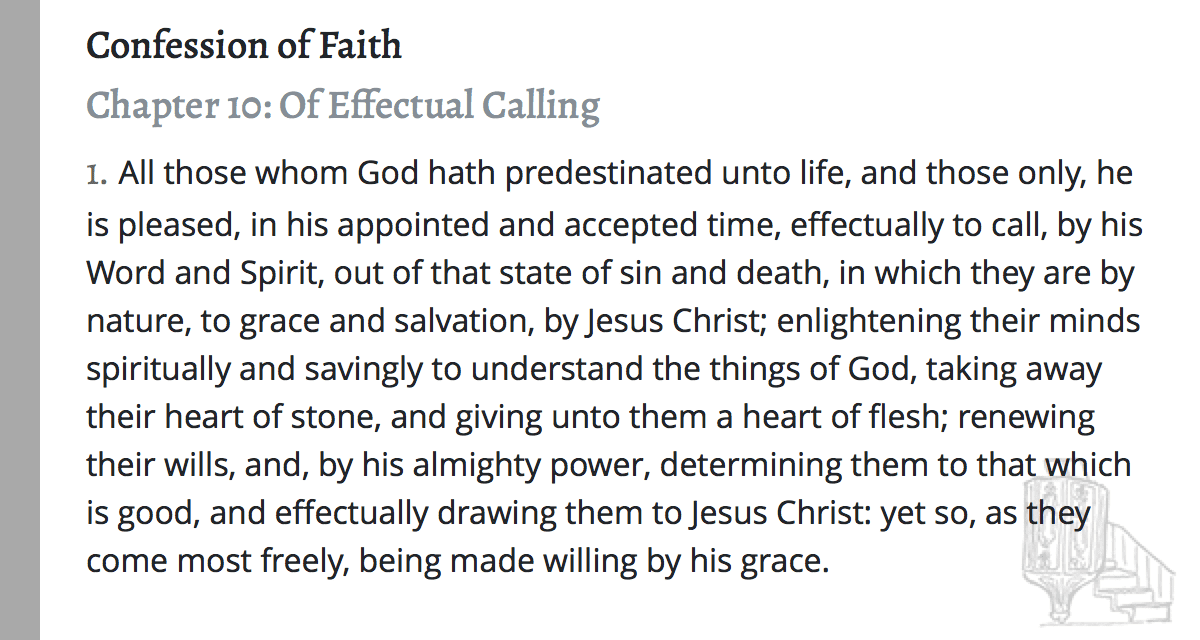 Confession of Faith
Chapter 10: Of Effectual Calling
1. All those whom God hath predestinated unto life, and those only, he
is pleased, in his appointed and accepted time, effectually to call, by his
Word and Spirit, out of that state of sin and death, in which they are by
nature, to grace and salvation, by Jesus Christ; enlightening their minds
spiritually and savingly to understand the things of God, taking away
their heart of stone, and giving unto them a heart of flesh; renewing
their wills, and, by his almighty power, determining them to that which
is good, and effectually drawing them to Jesus Christ: yet so, as they
come most freely, being made willing by his grace.